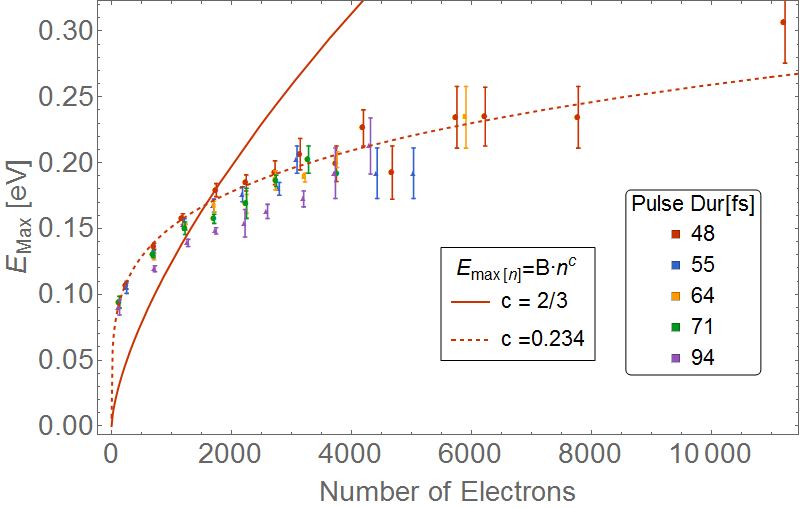 0.30
0.25
0.20
0.15
0.10
0.05
0.00
E_Max [eV]
0 2000 4000 6000 8000 10 000
Number of Electrons
E_max[n]=B·n^c
c = 2/3
c =0.234
Pulse Dur[fs]
48
55
64
71
94